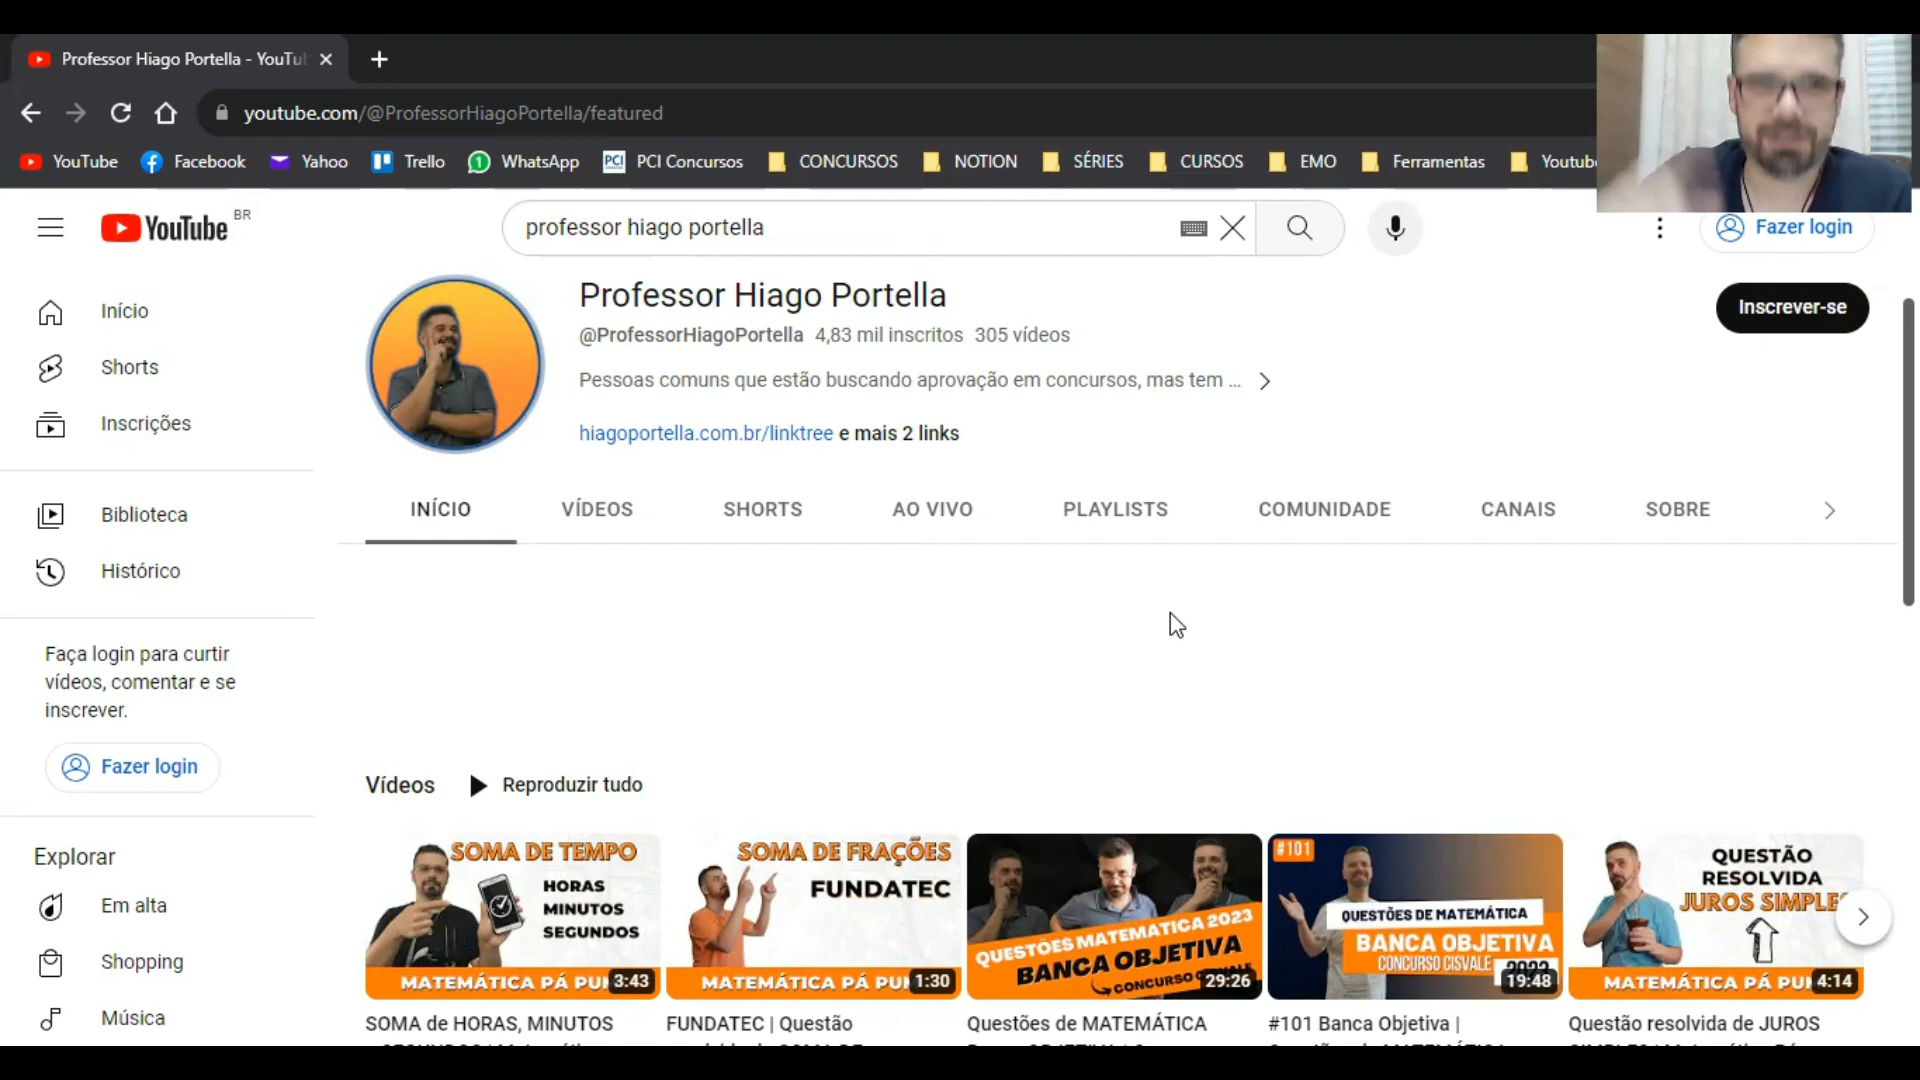 Professor Hiago Portella - YouTu
youtube.com/@ProfessorHiagoPortella/featured
YouTube
Facebook
Yahoo
Trello
1
WhatsApp
PCI
PCI Concursos
CONCURSOS
NOTION
SÉRIES
CURSOS
EMO
Ferramentas
Youtub
YouTube
BR
professor hiago portella
Fazer login
Início
Shorts
Inscrições
Biblioteca
Histórico
Faça login para curtir
vídeos, comentar e se
inscrever.
Fazer login
Explorar
Em alta
Shopping
Música
Professor Hiago Portella
@ProfessorHiagoPortella 4,83 mil inscritos 305 vídeos
Pessoas comuns que estão buscando aprovação em concursos, mas tem ...
hiagoportella.com.br/linktree e mais 2 links
Inscrever-se
INÍCIO
VÍDEOS
SHORTS
AO VIVO
PLAYLISTS
COMUNIDADE
CANAIS
SOBRE
Vídeos
Reproduzir tudo
SOMA DE TEMPO
HORAS
MINUTOS
SEGUNDOS
MATEMÁTICA PÁ PU
3:43
SOMA de HORAS, MINUTOS
SOMA DE FRAÇÕES
FUNDATEC
MATEMÁTICA PÁ PU
1:30
FUNDATEC | Questão
QUESTÕES MATEMATICA 2023
BANCA OBJETIVA
CONCURSO CISVALE
29:26
Questões de MATEMÁTICA
#101
QUESTÕES DE MATEMÁTICA
BANCA OBJETIVA
CONCURSO CISVALE
2023
19:48
#101 Banca Objetiva |
QUESTÃO
RESOLVIDA
JUROS SIMPLE
MATEMÁTICA PÁ PU
4:14
Questão resolvida de JUROS